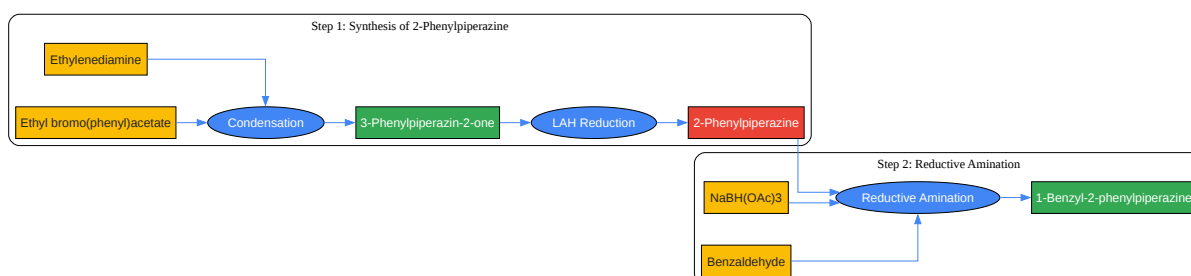 Step 1: Synthesis of 2-Phenylpiperazine
Ethylenediamine
Ethyl bromo(phenyl)acetate
Condensation
3-Phenylpiperazin-2-one
LAH Reduction
2-Phenylpiperazine
Step 2: Reductive Amination
NaBH(OAc)3
Reductive Amination
1-Benzyl-2-phenylpiperazine
Benzaldehyde